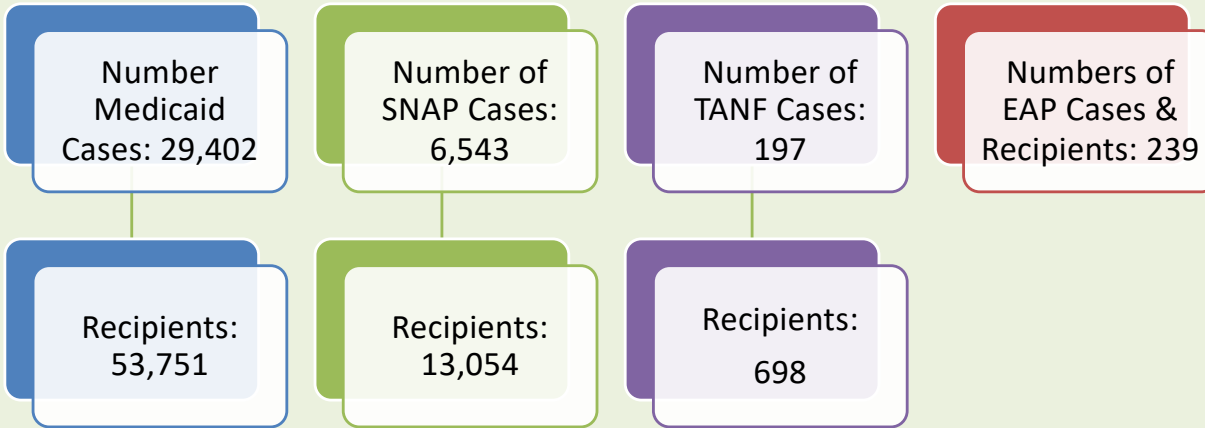 Number
Medicaid
Cases: 29,402
Number of
SNAP Cases:
6,543
Number of
TANF Cases:
197
Numbers of
EAP Cases &
Recipients: 239
Recipients:
53,751
Recipients:
13,054
Recipients:
698